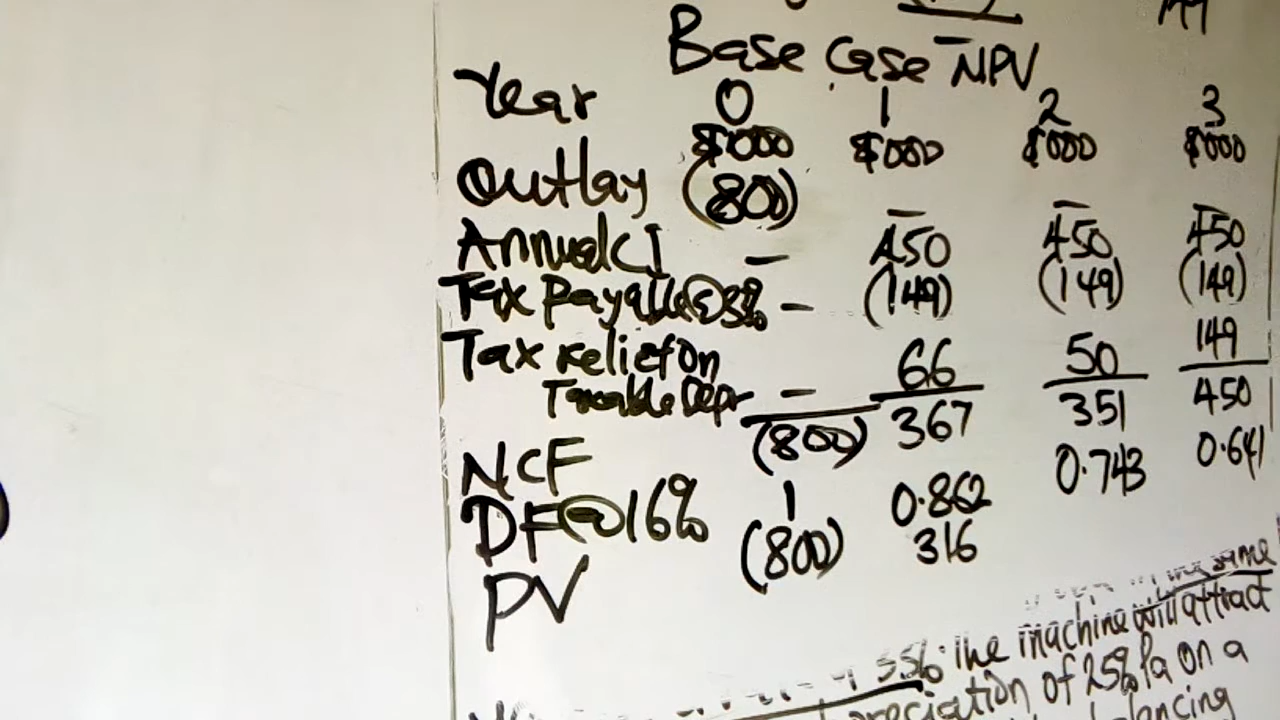 Base Case NPV
Year 0 1 2 3
$000 $000 $000 $000
Outlay (800) — — —
Annual CI — 450 450 450
Tax Payable@33% — (149) (149) (149)
Tax relief on 66 50 149
Taxable Depr —
NCF (800) 367 351 450
DF@16% 1 0.862 0.743 0.641
PV (800) 316
same
The machine will attract
of 25% pa on a